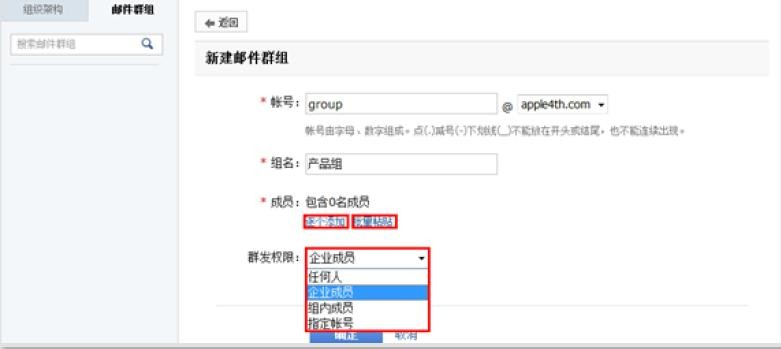 组织架构 邮件群组
搜索邮件群组
返回
新建邮件群组
* 帐号： group @ apple4th.com
帐号由字母、数字组成。点(.)减号(-)下划线(_)不能放在开头或结尾，也不能连续出现。
* 组名： 产品组
* 成员： 包含0名成员
逐个添加 批量粘贴
群发权限： 企业成员
任何人
企业成员
组内成员
指定帐号
确定 取消